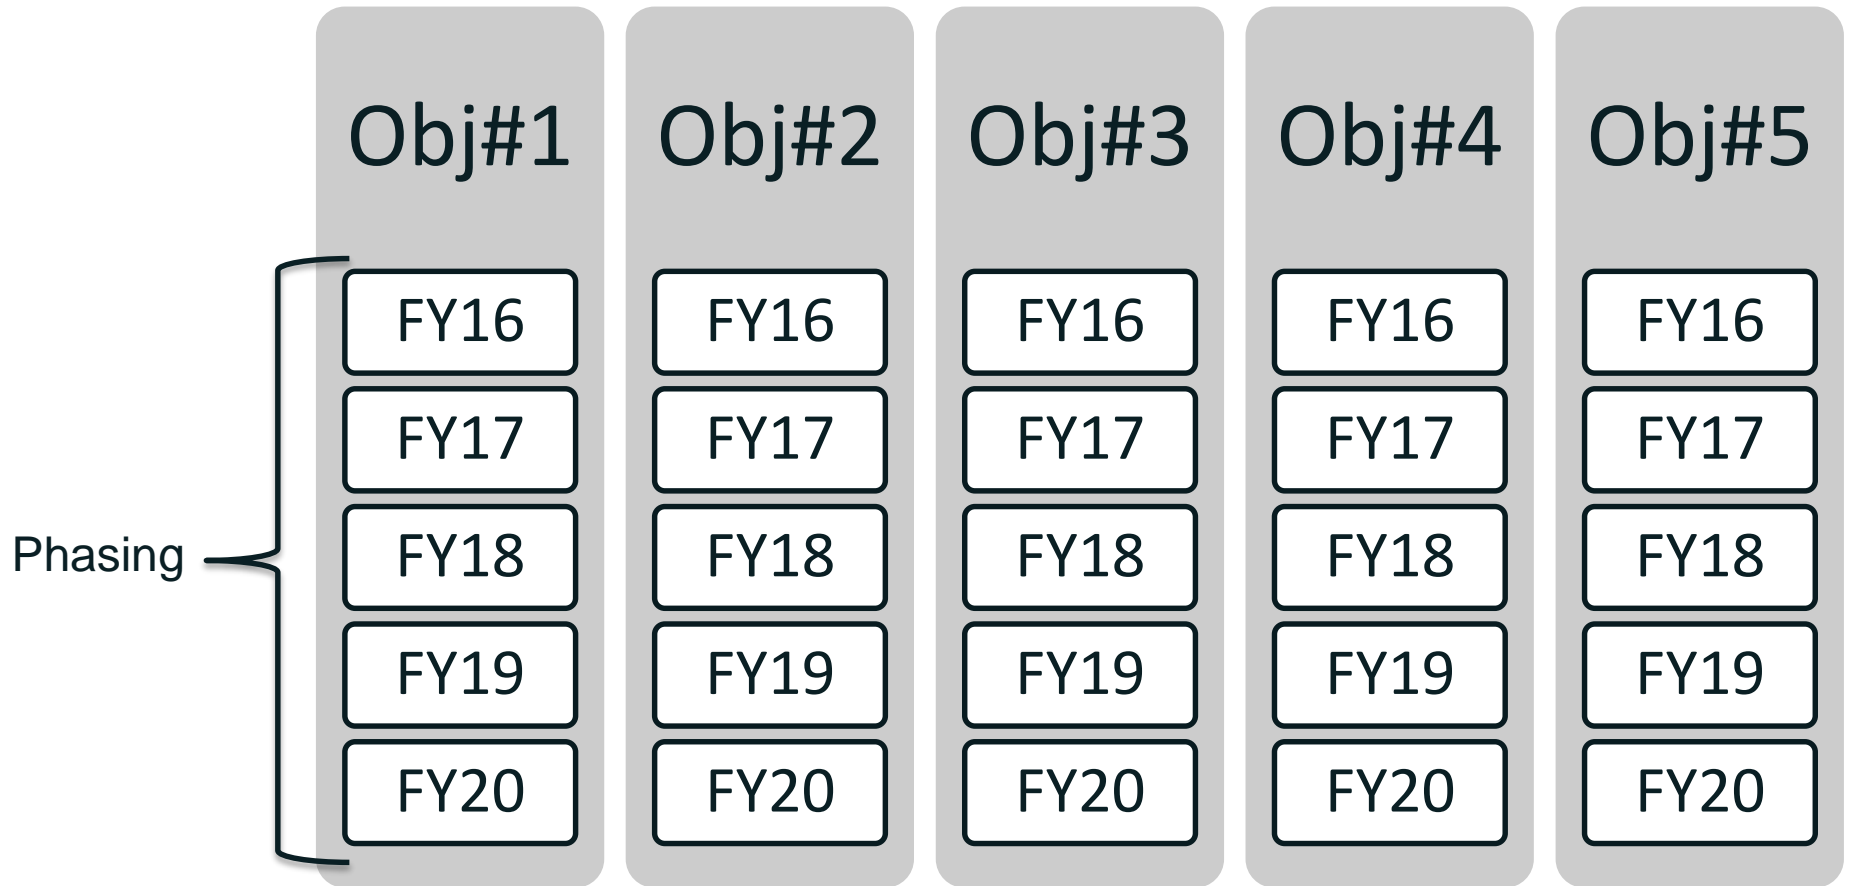 Obj#1 Obj#2 Obj#3 Obj#4 Obj#5
FY16 FY16 FY16 FY16 FY16
FY17 FY17 FY17 FY17 FY17
Phasing FY18 FY18 FY18 FY18 FY18
FY19 FY19 FY19 FY19 FY19
FY20 FY20 FY20 FY20 FY20